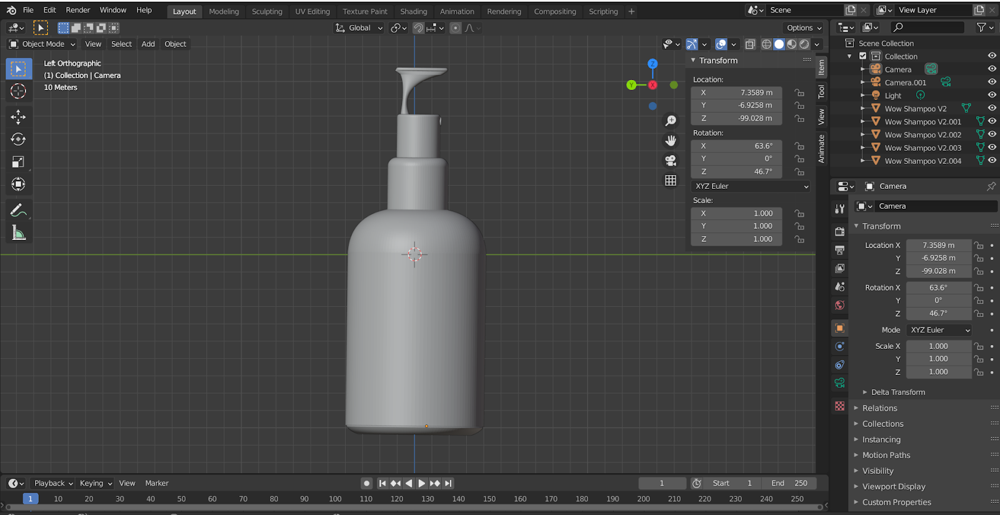 File Edit Render Window Help Layout Modeling Sculpting UV Editing Texture Paint Shading Animation Rendering Compositing Scripting + Scene View Layer
Global Options
Object Mode View Select Add Object
Left Orthographic
(1) Collection | Camera
10 Meters
Z
Y
X
Transform
Location:
X 7.3589 m
Y -6.9258 m
Z -99.028 m
Rotation:
X 63.6°
Y 0°
Z 46.7°
XYZ Euler
Scale:
X 1.000
Y 1.000
Z 1.000
Item
Tool
View
Animate
Scene Collection
Collection
Camera
Camera.001
Light
Wow Shampoo V2
Wow Shampoo V2.001
Wow Shampoo V2.002
Wow Shampoo V2.003
Wow Shampoo V2.004
Camera
Camera
Transform
Location X 7.3589 m
Y -6.9258 m
Z -99.028 m
Rotation X 63.6°
Y 0°
Z 46.7°
Mode XYZ Euler
Scale X 1.000
Y 1.000
Z 1.000
Delta Transform
Relations
Collections
Instancing
Motion Paths
Visibility
Viewport Display
Custom Properties
Playback Keying View Marker 1 Start 1 End 250
1 10 20 30 40 50 60 70 80 90 100 110 120 130 140 150 160 170 180 190 200 210 220 230 240 250